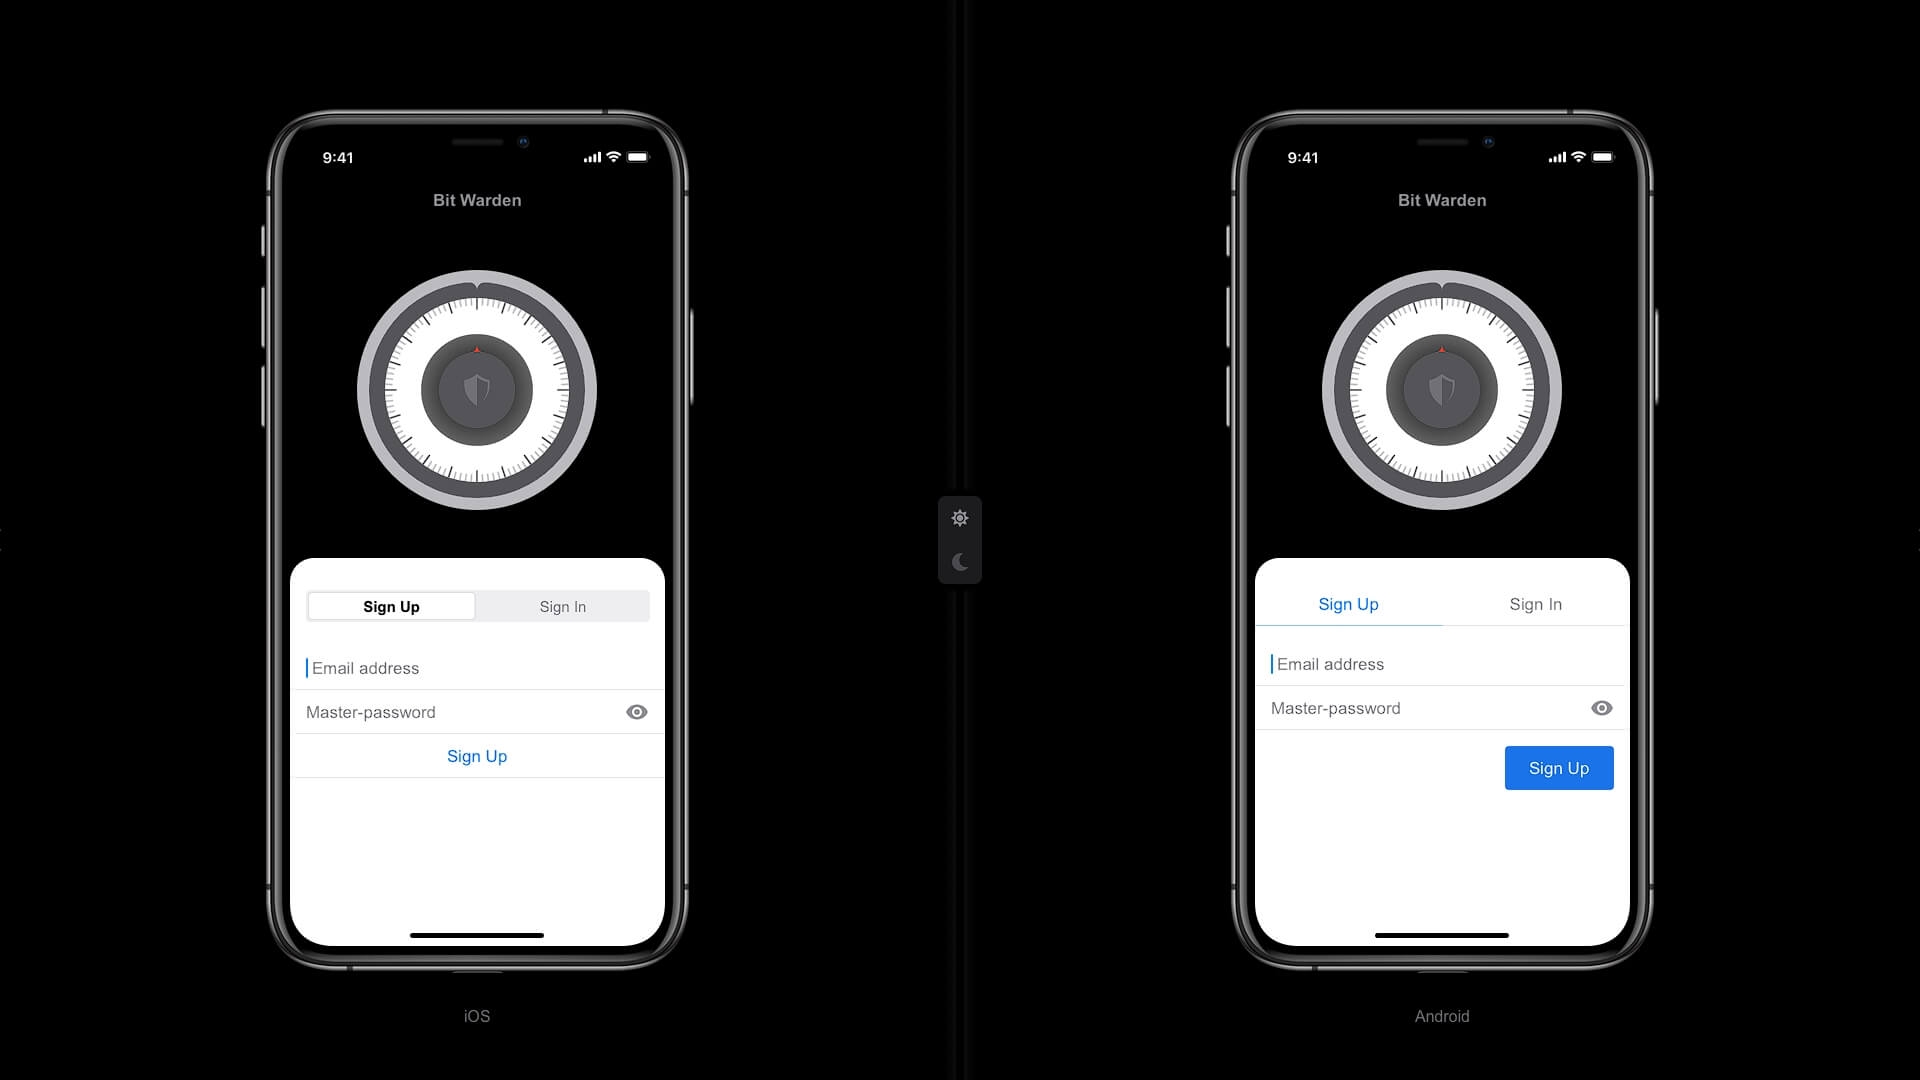 9:41
Bit Warden
Sign Up Sign In
Email address
Master-password
Sign Up
iOS
9:41
Bit Warden
Sign Up Sign In
Email address
Master-password
Sign Up
Android